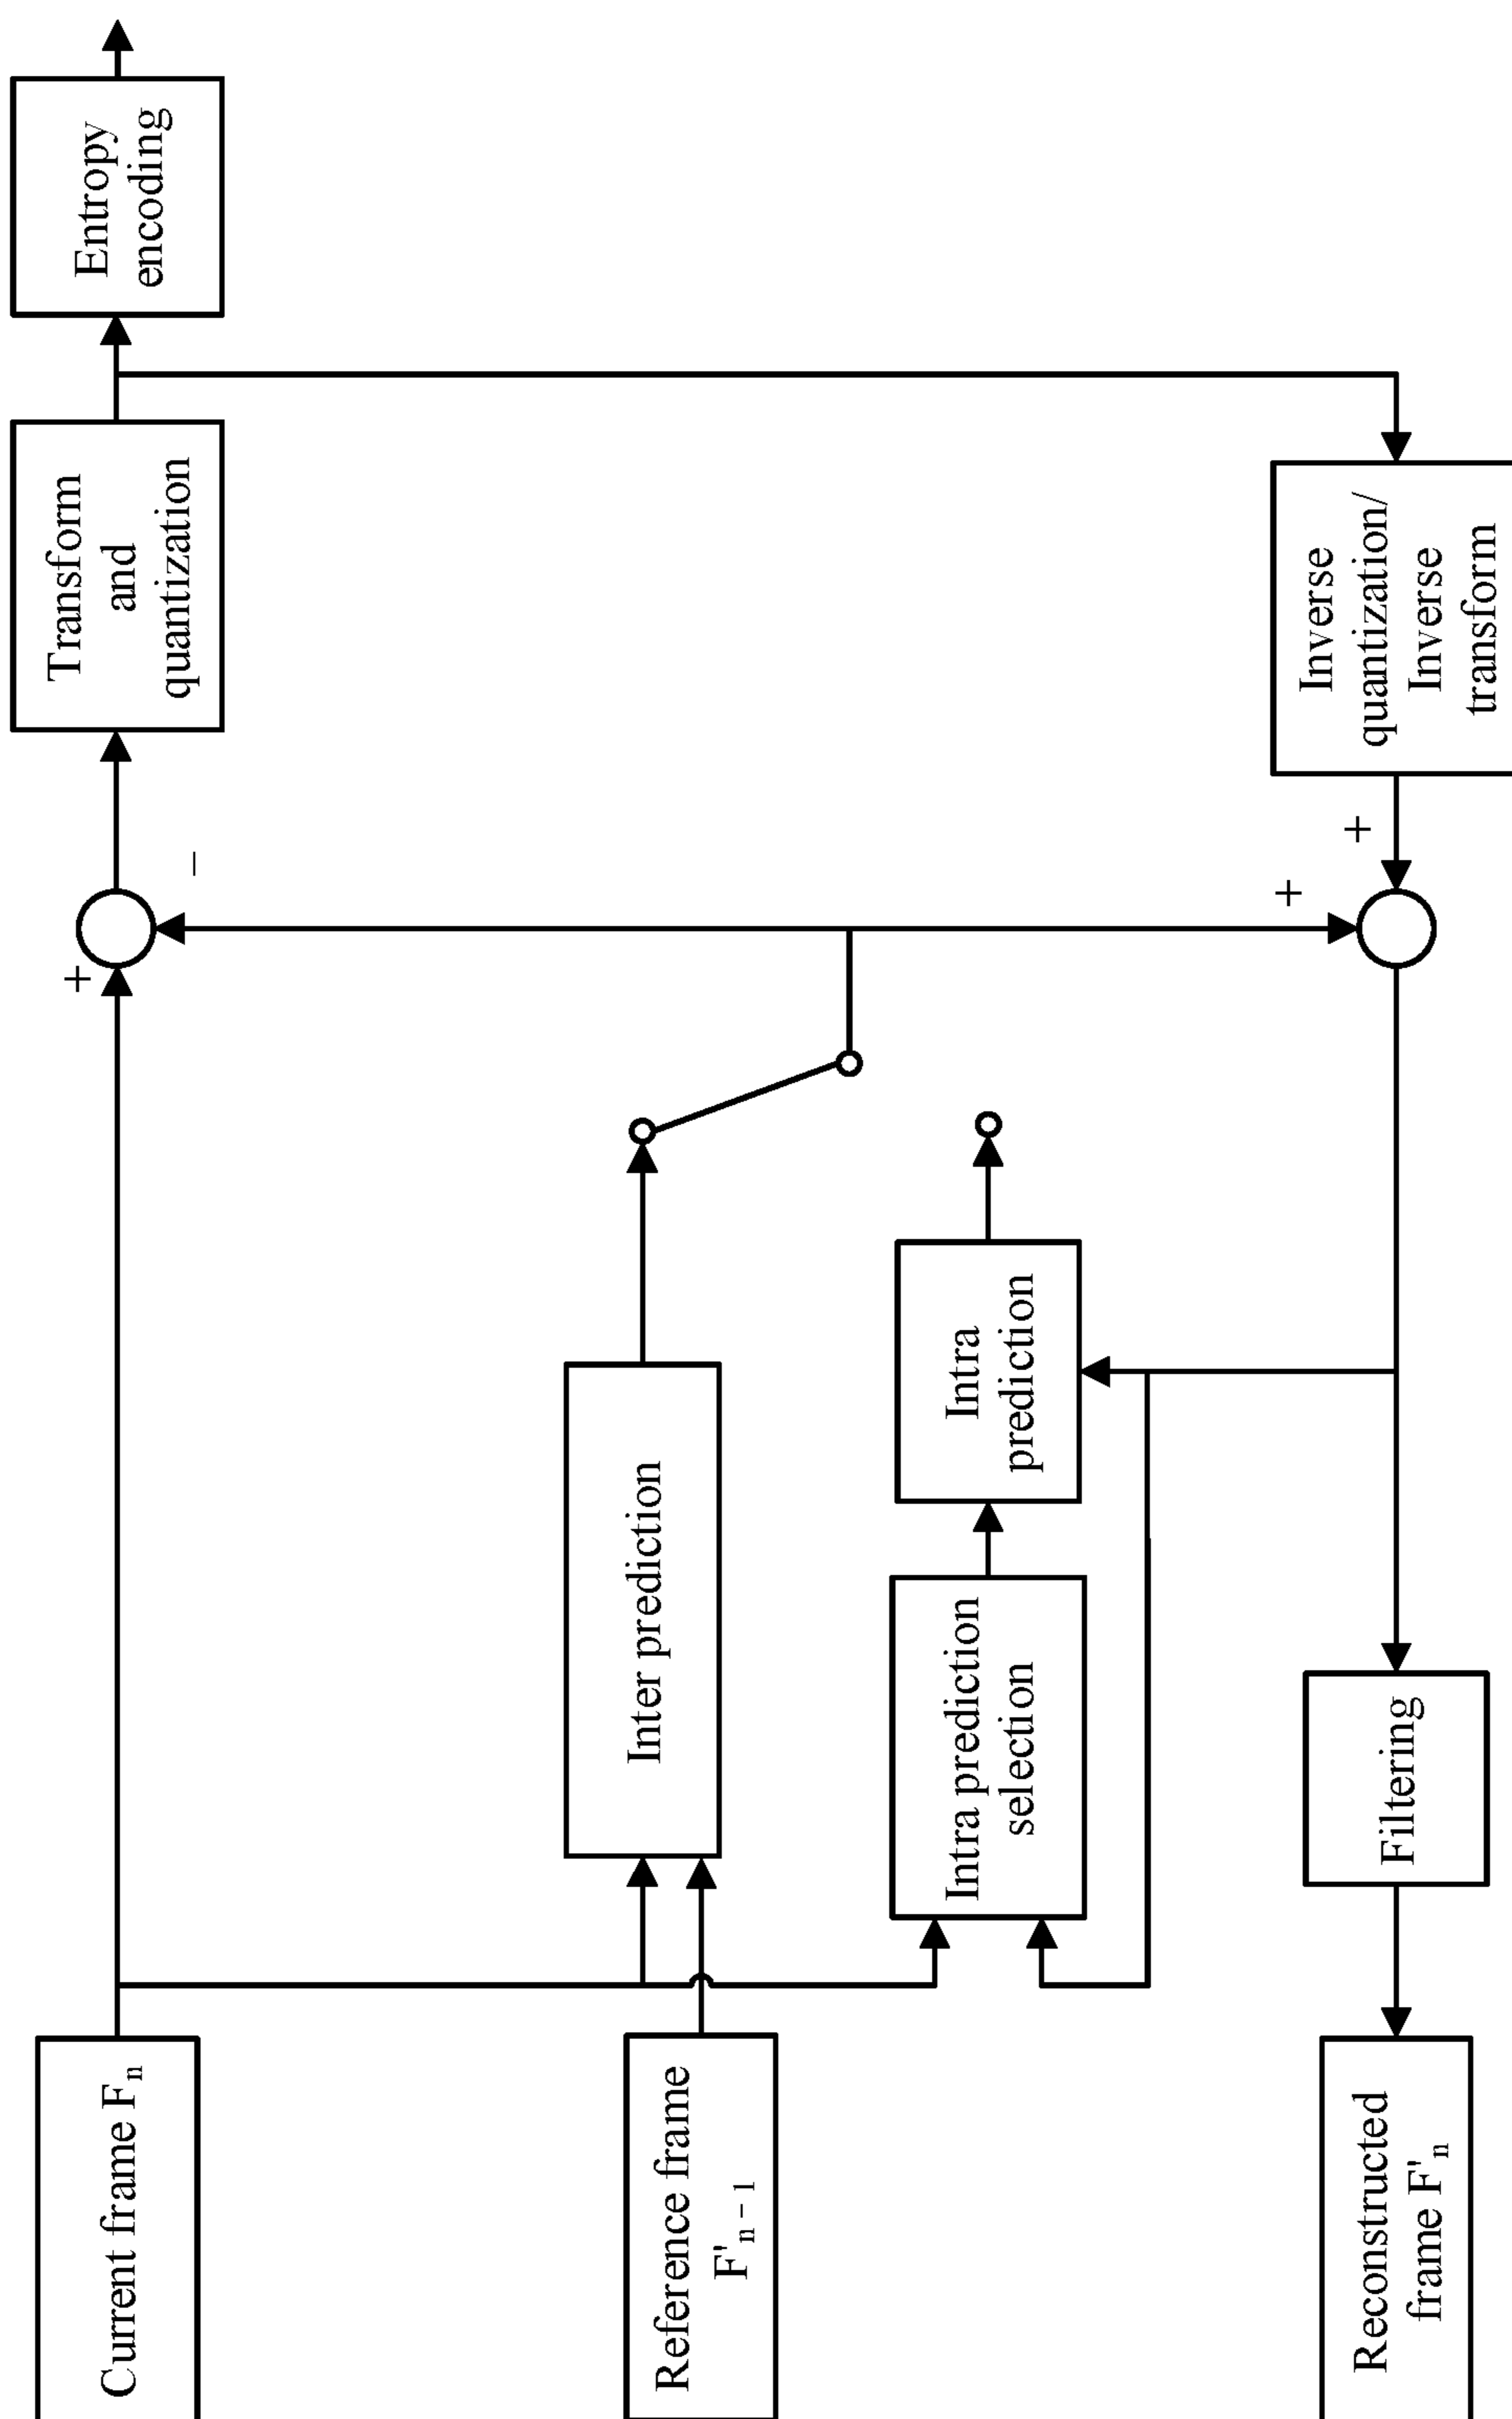 Current frame Fn
+
−
Transform
and
quantization
Entropy
encoding
Reference frame
F'n − 1
Inter prediction
Intra prediction
selection
Intra
prediction
Reconstructed
frame F'n
Filtering
+
+
Inverse
quantization/
Inverse
transform